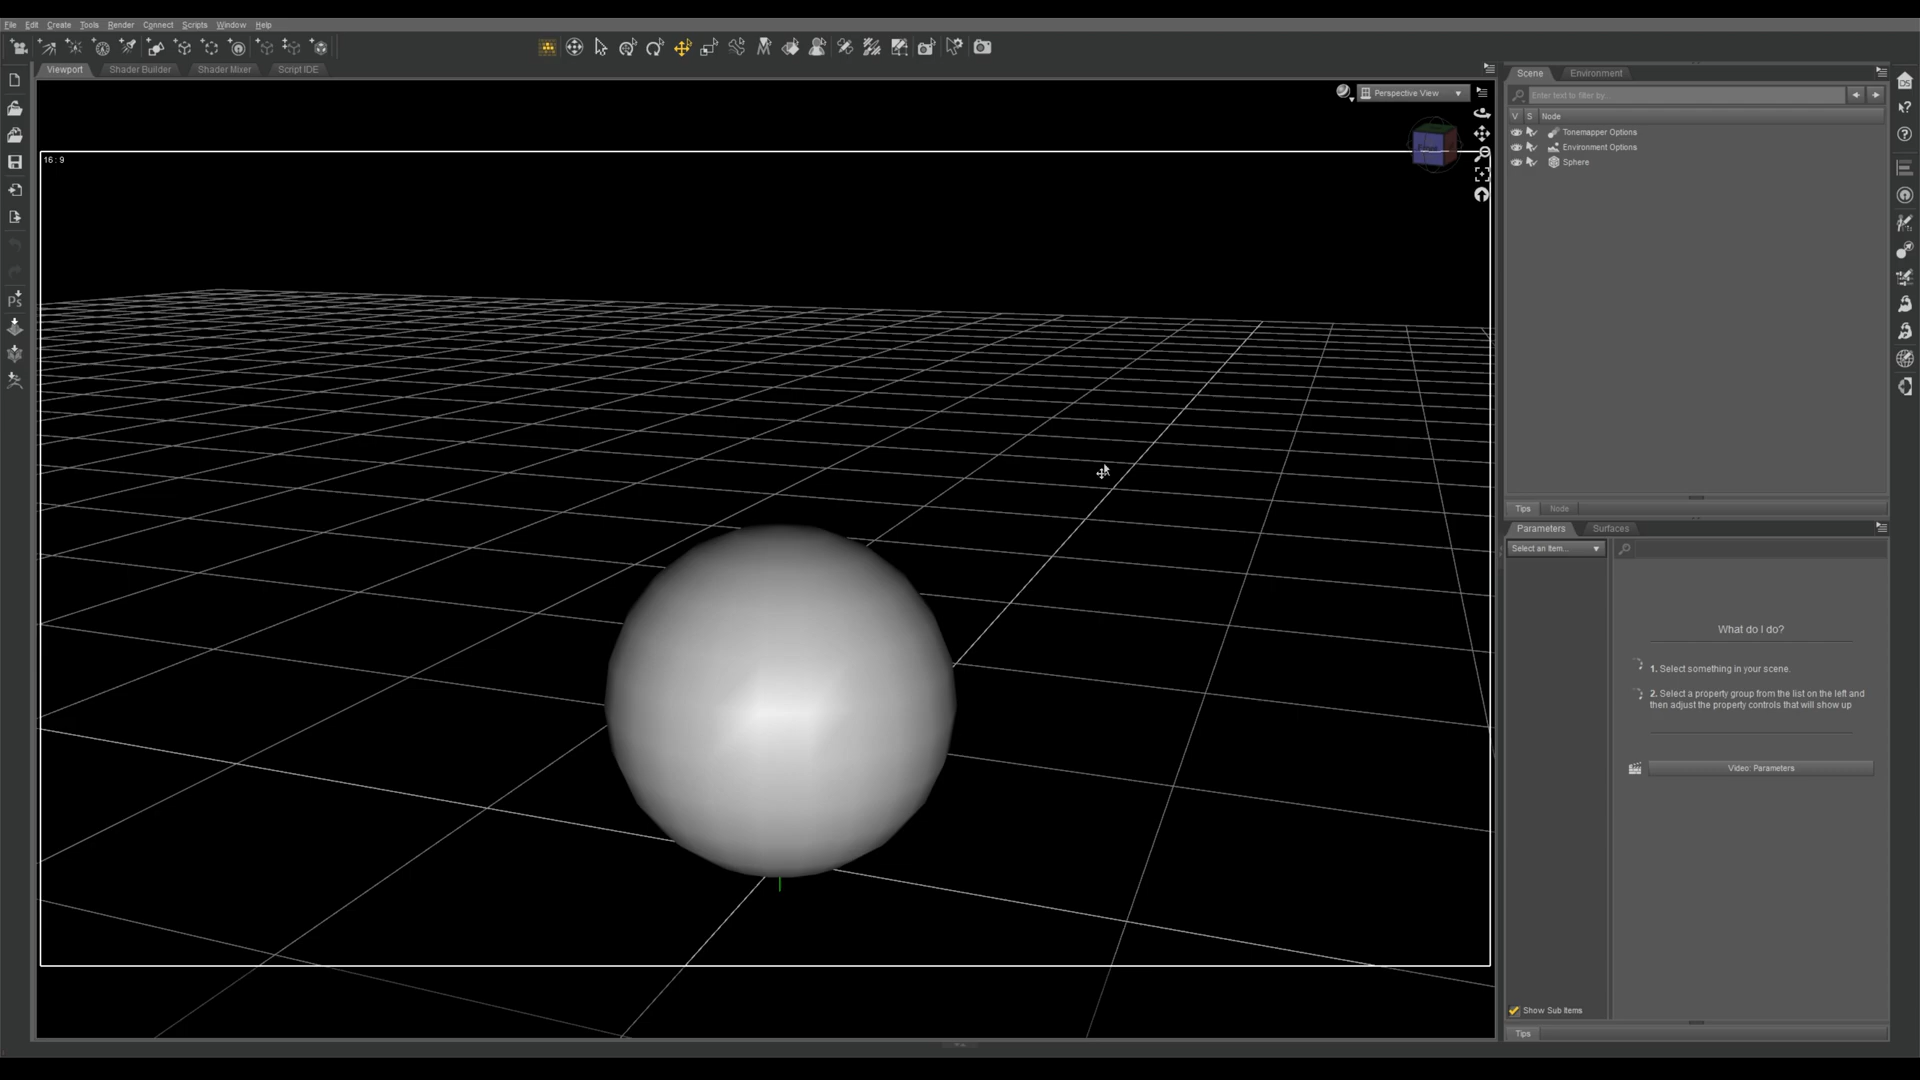 File Edit Create Tools Render Connect Scripts Window Help
Viewport Shader Builder Shader Mixer Script IDE
Perspective View
16 : 9
Scene Environment
Enter text to filter by...
V S Node
Tonemapper Options
Environment Options
Sphere
Tips Node
Parameters Surfaces
Select an Item...
What do I do?
1. Select something in your scene.
2. Select a property group from the list on the left and
then adjust the property controls that will show up
Video: Parameters
Show Sub Items
Tips
Ps
DS